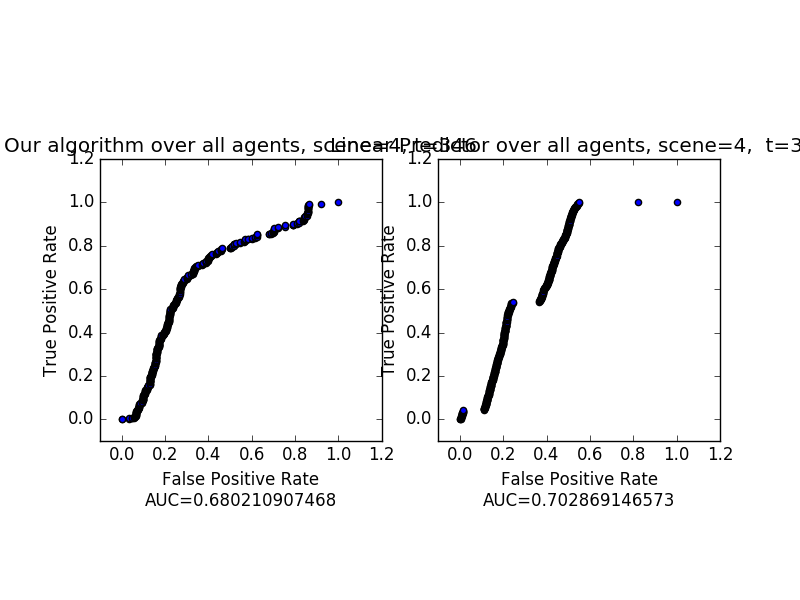 Our algorithm over all agents, scene=4, t=346
Linear Predictor over all agents, scene=4,  t=3
1.2
1.0
0.8
0.6
0.4
0.2
0.0
True Positive Rate
0.0 0.2 0.4 0.6 0.8 1.0 1.2
False Positive Rate
AUC=0.680210907468
1.2
1.0
0.8
0.6
0.4
0.2
0.0
True Positive Rate
0.0 0.2 0.4 0.6 0.8 1.0 1.2
False Positive Rate
AUC=0.702869146573